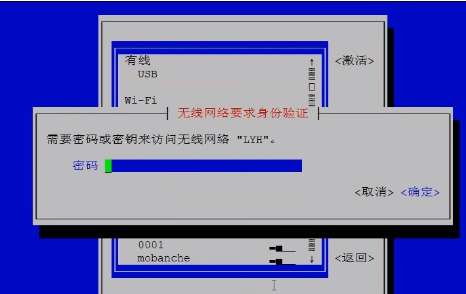 有线
USB
<激活>
Wi-Fi
无线网络要求身份验证
需要密码或密钥来访问无线网络 "LYH"。
密码
<取消> <确定>
0001
mobanche
<返回>